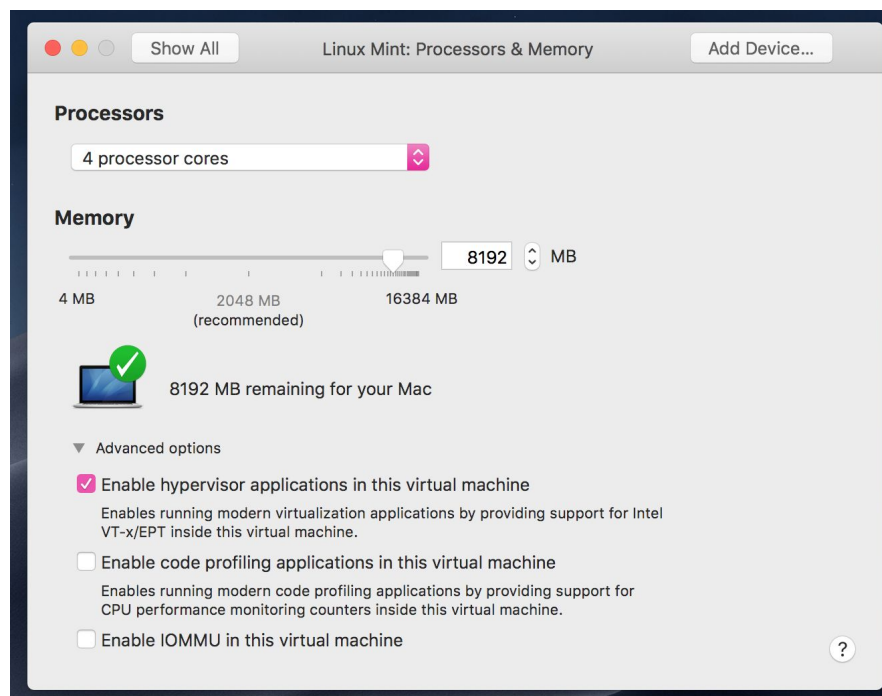 Show All
Linux Mint: Processors & Memory
Add Device...
Processors
4 processor cores
Memory
8192 MB
4 MB
2048 MB
16384 MB
(recommended)
8192 MB remaining for your Mac
Advanced options
Enable hypervisor applications in this virtual machine
Enables running modern virtualization applications by providing support for Intel
VT-x/EPT inside this virtual machine.
Enable code profiling applications in this virtual machine
Enables running modern code profiling applications by providing support for
CPU performance monitoring counters inside this virtual machine.
Enable IOMMU in this virtual machine
?